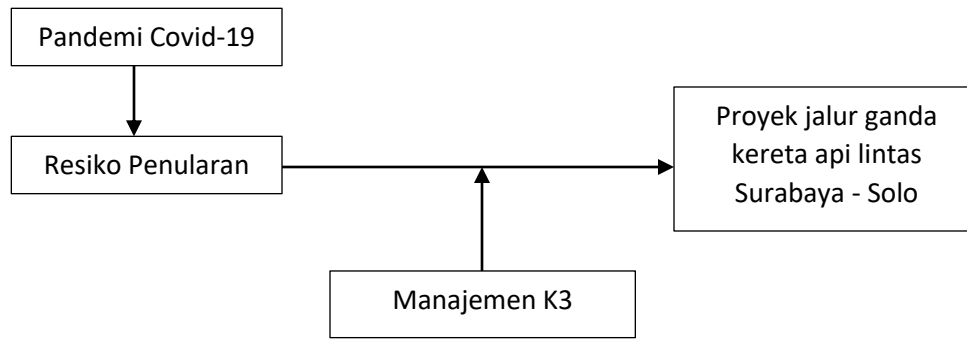 Pandemi Covid-19
Resiko Penularan
Proyek jalur ganda
kereta api lintas
Surabaya - Solo
Manajemen K3